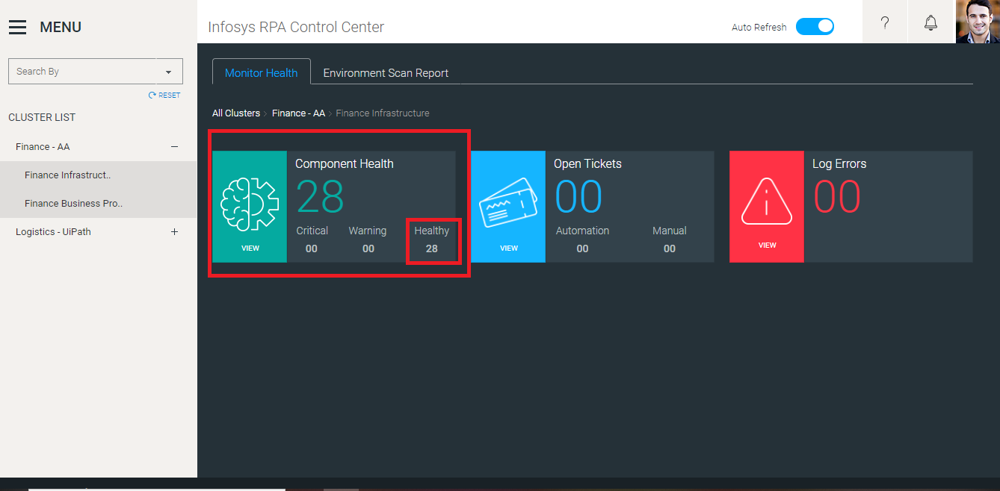 MENU
Infosys RPA Control Center
Auto Refresh
?
Search By
RESET
CLUSTER LIST
Finance - AA
Finance Infrastruct..
Finance Business Pro..
Logistics - UiPath
Monitor Health
Environment Scan Report
All Clusters > Finance - AA > Finance Infrastructure
Component Health
28
Critical Warning Healthy
00 00 28
VIEW
Open Tickets
00
Automation Manual
00 00
VIEW
Log Errors
00
VIEW